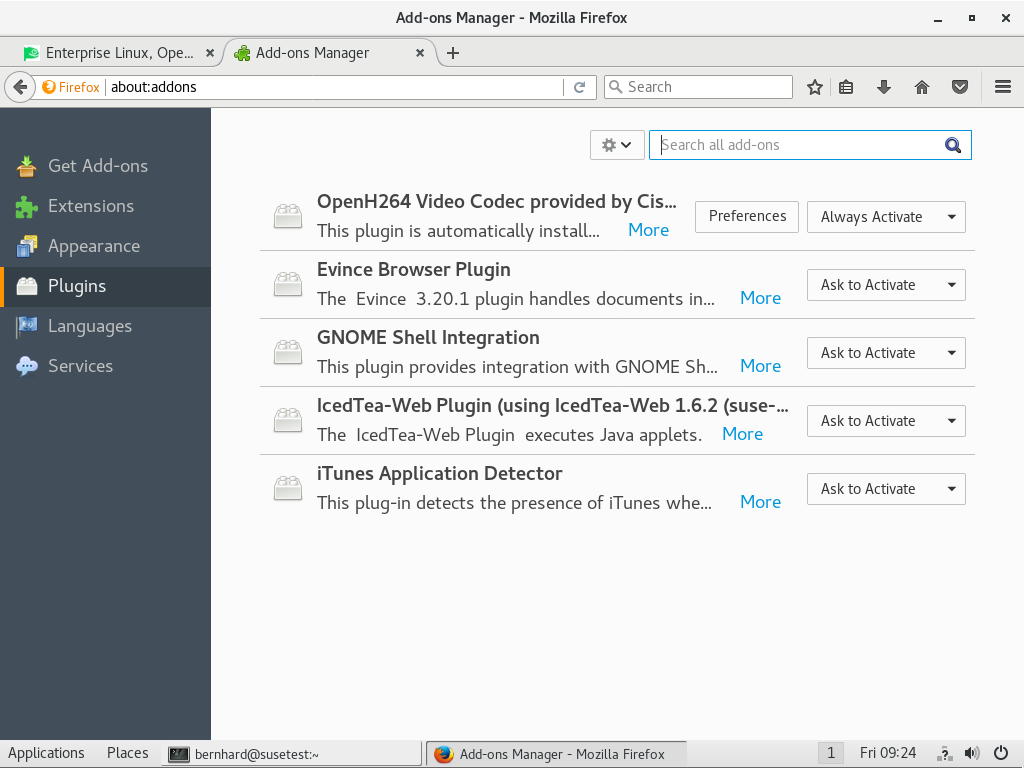 Add-ons Manager - Mozilla Firefox
Enterprise Linux, Ope...
Add-ons Manager
Firefox
about:addons
Search
Get Add-ons
Extensions
Appearance
Plugins
Languages
Services
Search all add-ons
OpenH264 Video Codec provided by Cis...
This plugin is automatically install... More
Preferences
Always Activate
Evince Browser Plugin
The Evince 3.20.1 plugin handles documents in... More
Ask to Activate
GNOME Shell Integration
This plugin provides integration with GNOME Sh... More
Ask to Activate
IcedTea-Web Plugin (using IcedTea-Web 1.6.2 (suse-...
The IcedTea-Web Plugin executes Java applets. More
Ask to Activate
iTunes Application Detector
This plug-in detects the presence of iTunes whe... More
Ask to Activate
Applications
Places
bernhard@susetest:~
Add-ons Manager - Mozilla Firefox
1
Fri 09:24